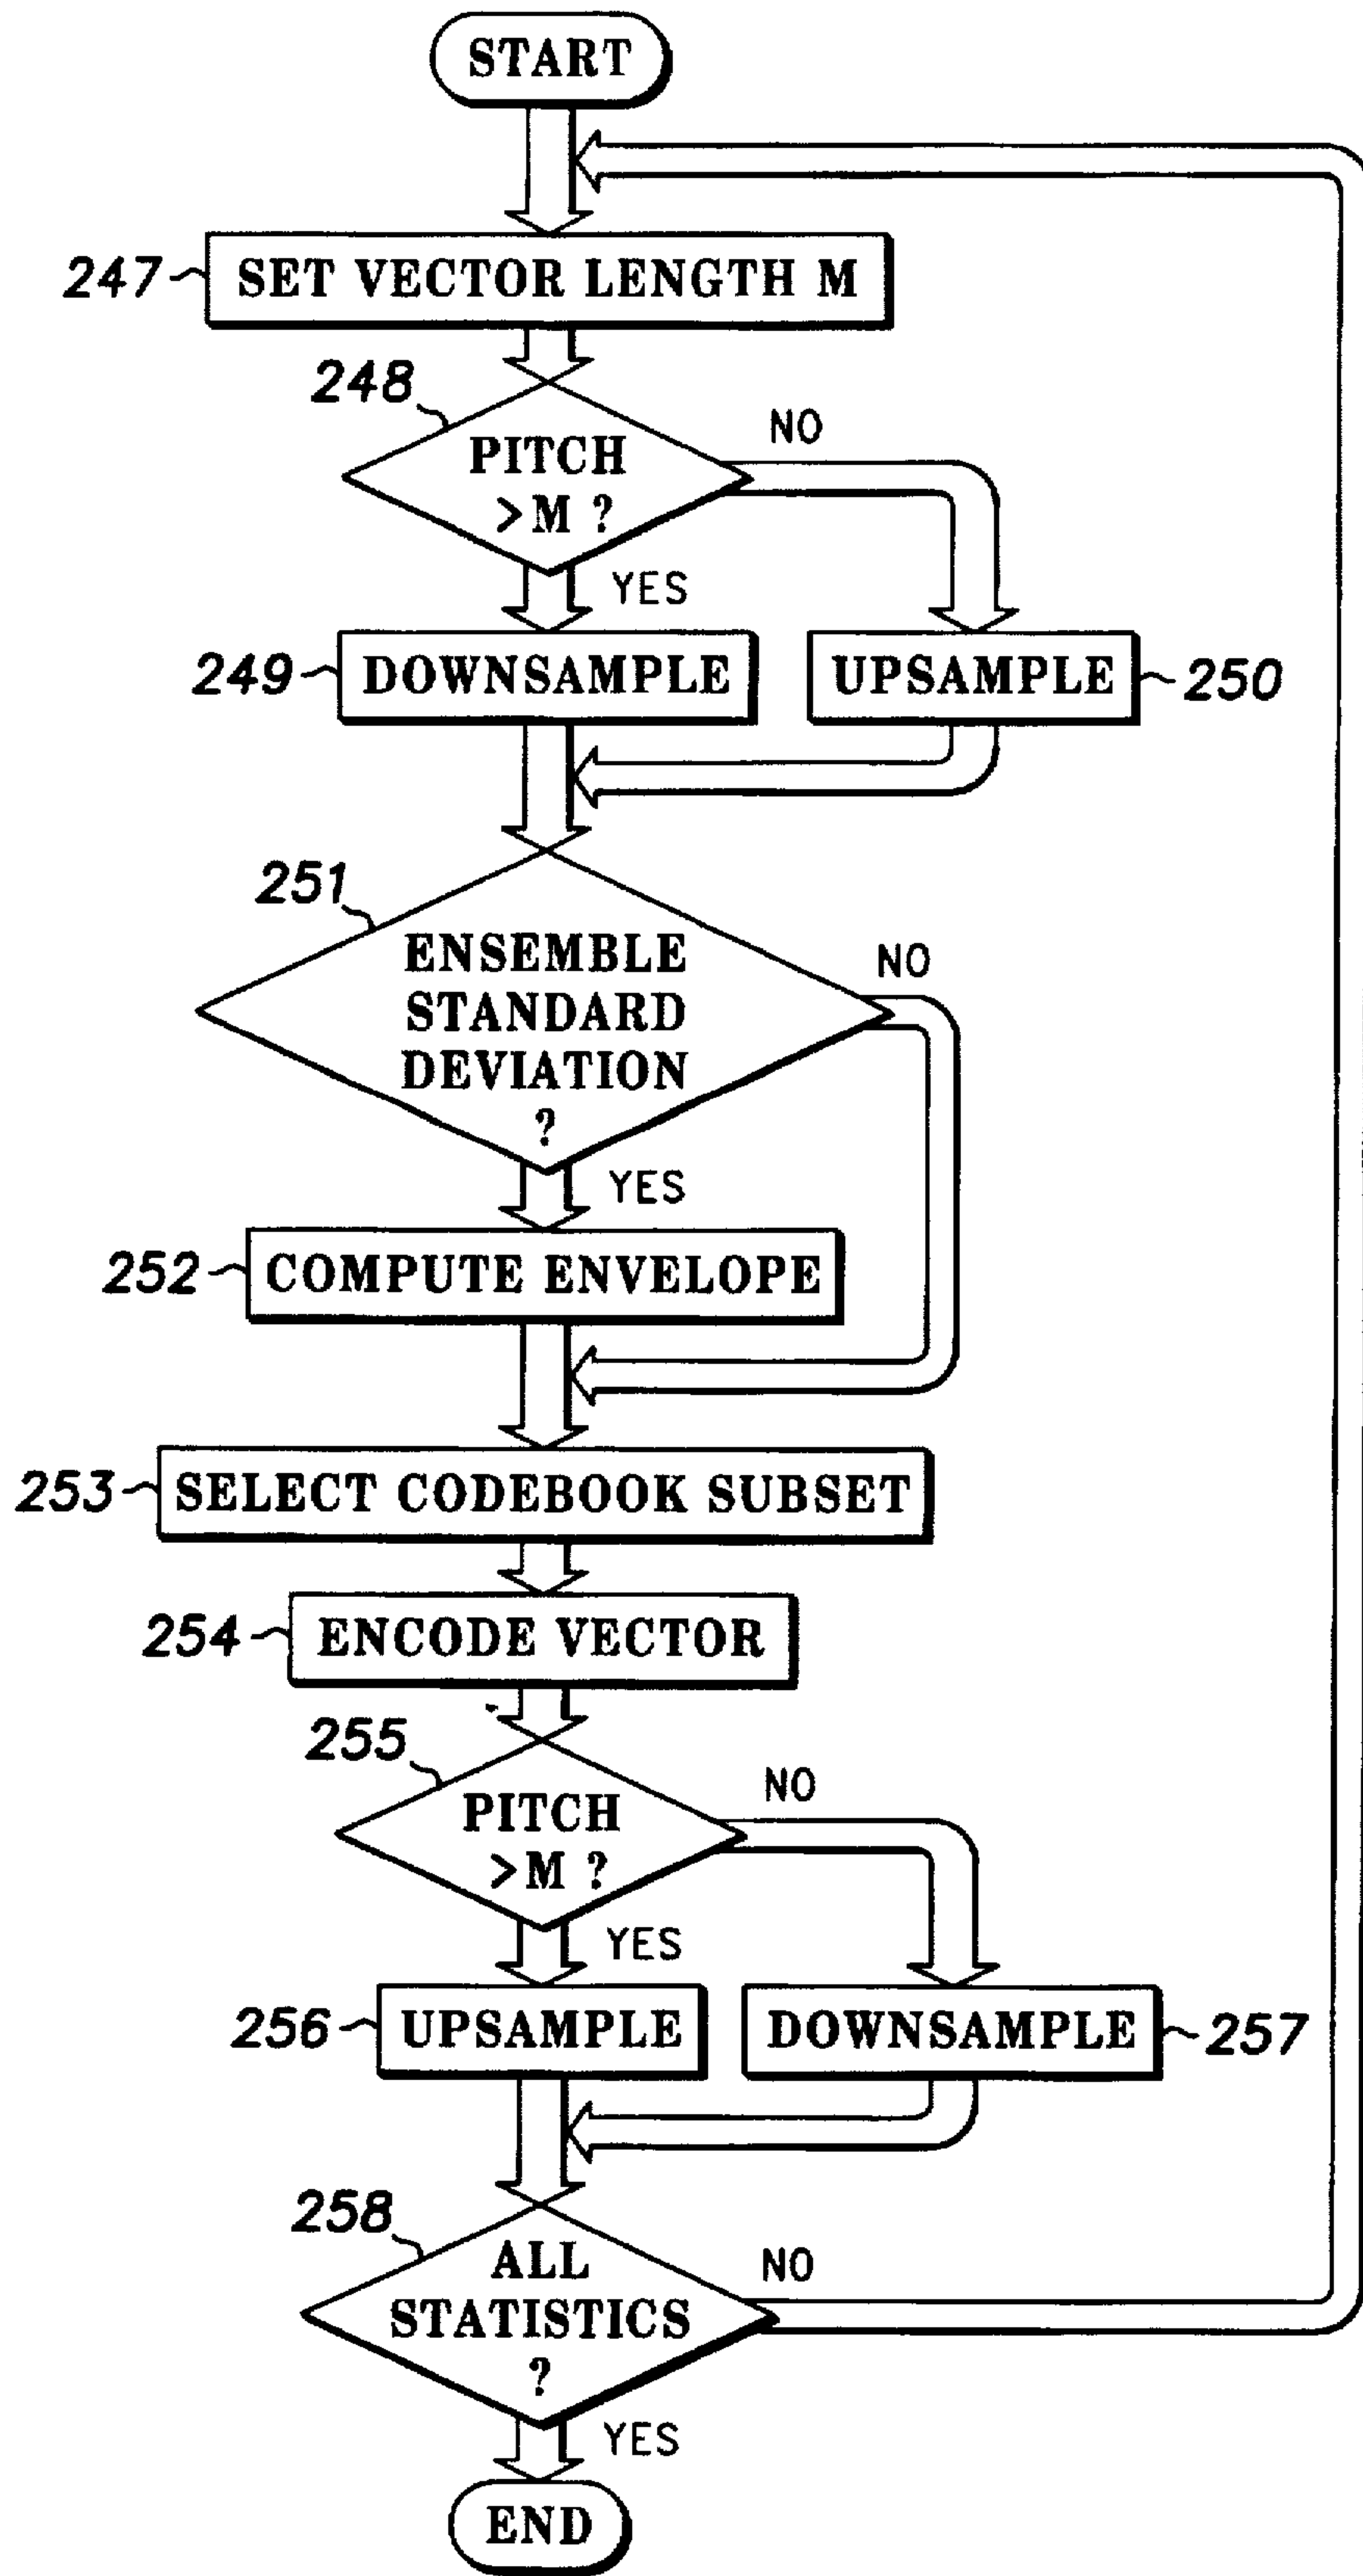 START
247 SET VECTOR LENGTH M
248
PITCH
NO
>M ?
YES
249 DOWNSAMPLE
UPSAMPLE 250
251
ENSEMBLE
NO
STANDARD
DEVIATION
?
YES
252 COMPUTE ENVELOPE
253 SELECT CODEBOOK SUBSET
254 ENCODE VECTOR
255
PITCH
NO
>M ?
YES
256 UPSAMPLE
DOWNSAMPLE 257
258
ALL
NO
STATISTICS
?
YES
END